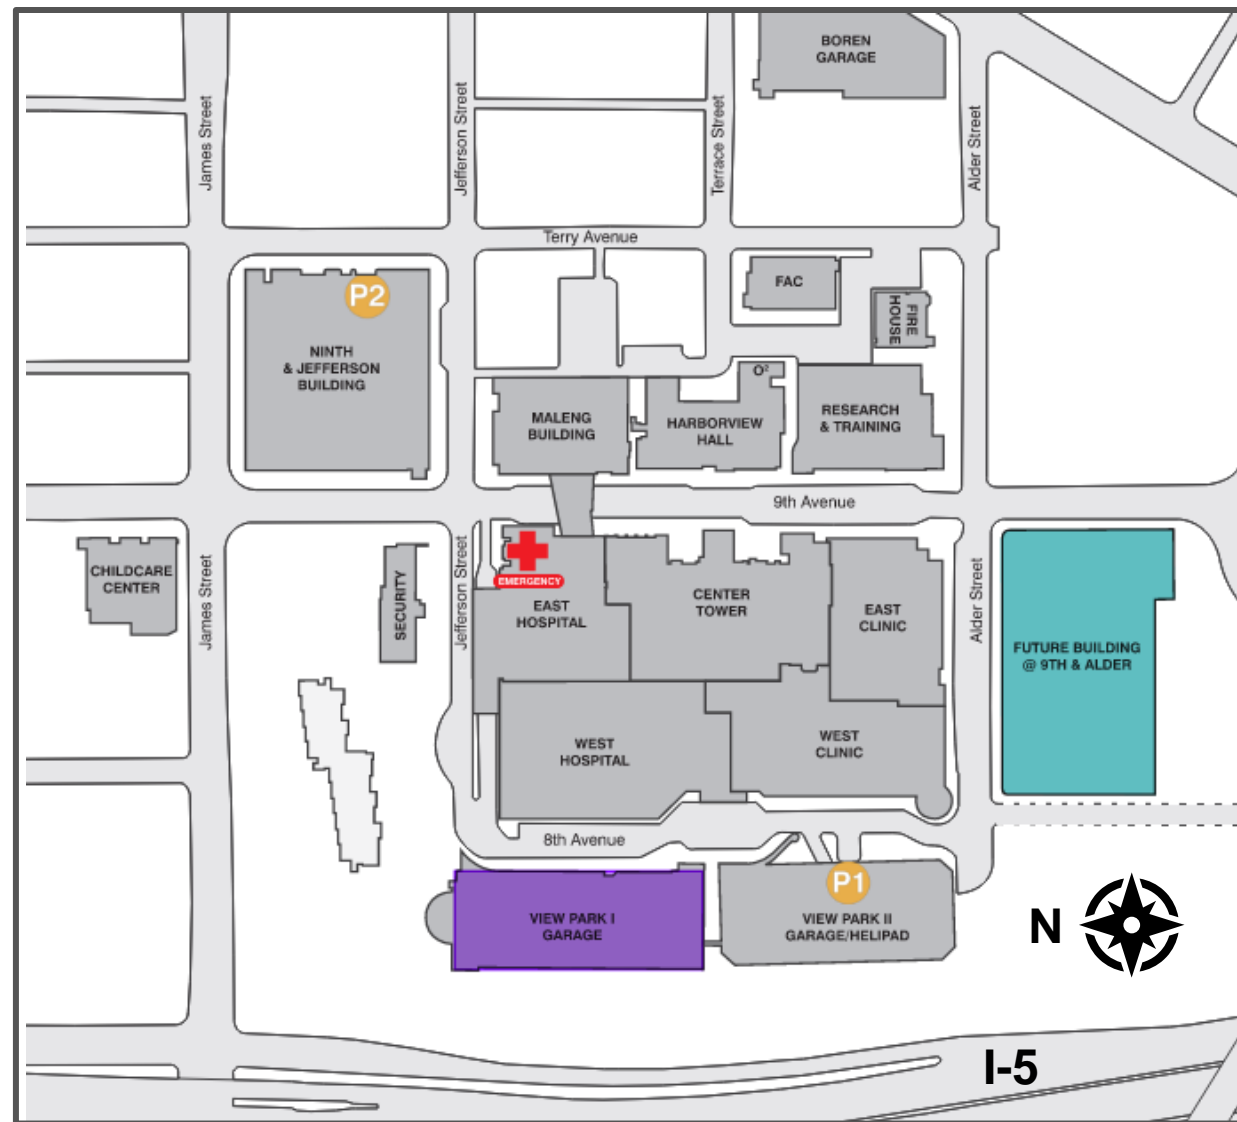 BOREN
GARAGE
James Street
Jefferson Street
Terrace Street
Alder Street
Terry Avenue
FAC
P2
FIRE
HOUSE
NINTH
& JEFFERSON
BUILDING
O²
MALENG
BUILDING
HARBORVIEW
HALL
RESEARCH
& TRAINING
9th Avenue
CHILDCARE
CENTER
James Street
SECURITY
Jefferson Street
EMERGENCY
EAST
HOSPITAL
CENTER
TOWER
EAST
CLINIC
Alder Street
FUTURE BUILDING
@ 9TH & ALDER
WEST
HOSPITAL
WEST
CLINIC
8th Avenue
P1
VIEW PARK I
GARAGE
VIEW PARK II
GARAGE/HELIPAD
N
I-5